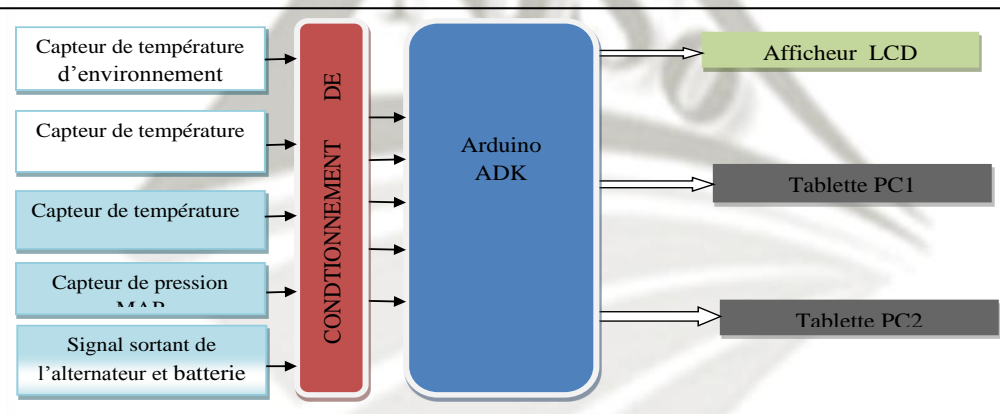 Capteur de température
d’environnement
Capteur de température
Capteur de température
Capteur de pression
MAP
Signal sortant de
l’alternateur et batterie
CONDTIONNEMENT DE
Arduino
ADK
Afficheur LCD
Tablette PC1
Tablette PC2